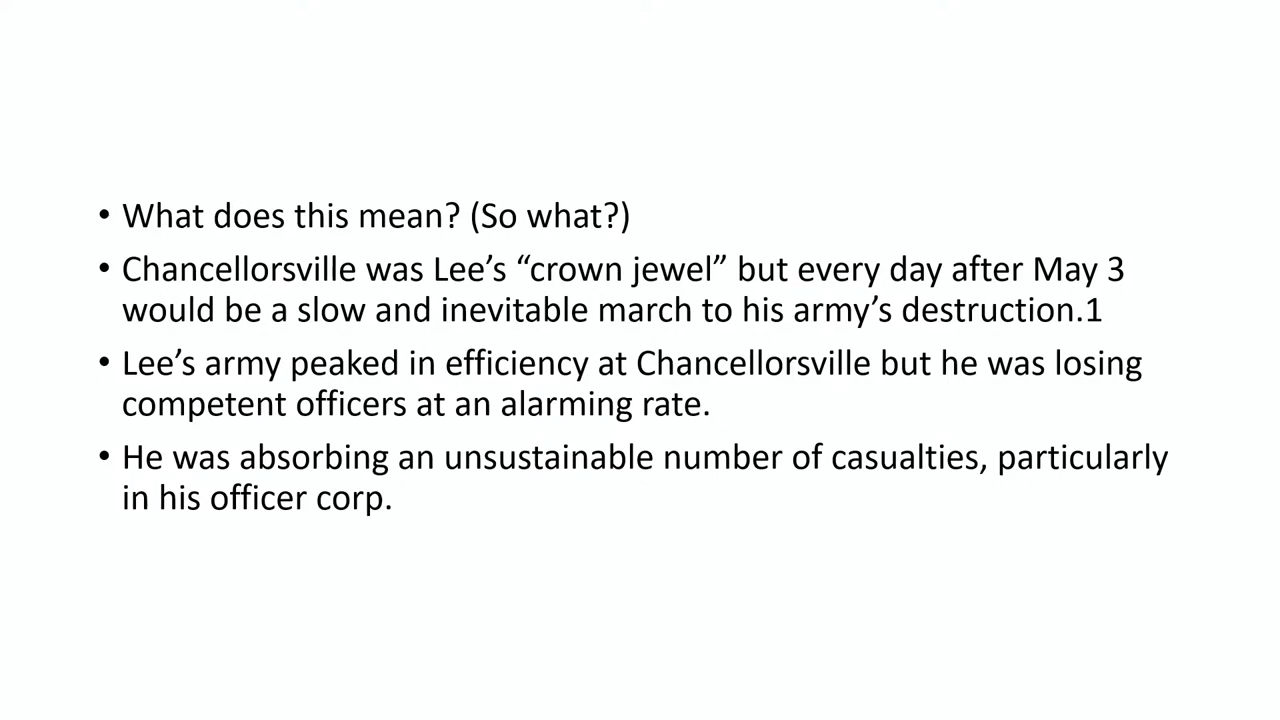 • What does this mean? (So what?)
• Chancellorsville was Lee’s “crown jewel” but every day after May 3
would be a slow and inevitable march to his army’s destruction.1
• Lee’s army peaked in efficiency at Chancellorsville but he was losing
competent officers at an alarming rate.
• He was absorbing an unsustainable number of casualties, particularly
in his officer corp.